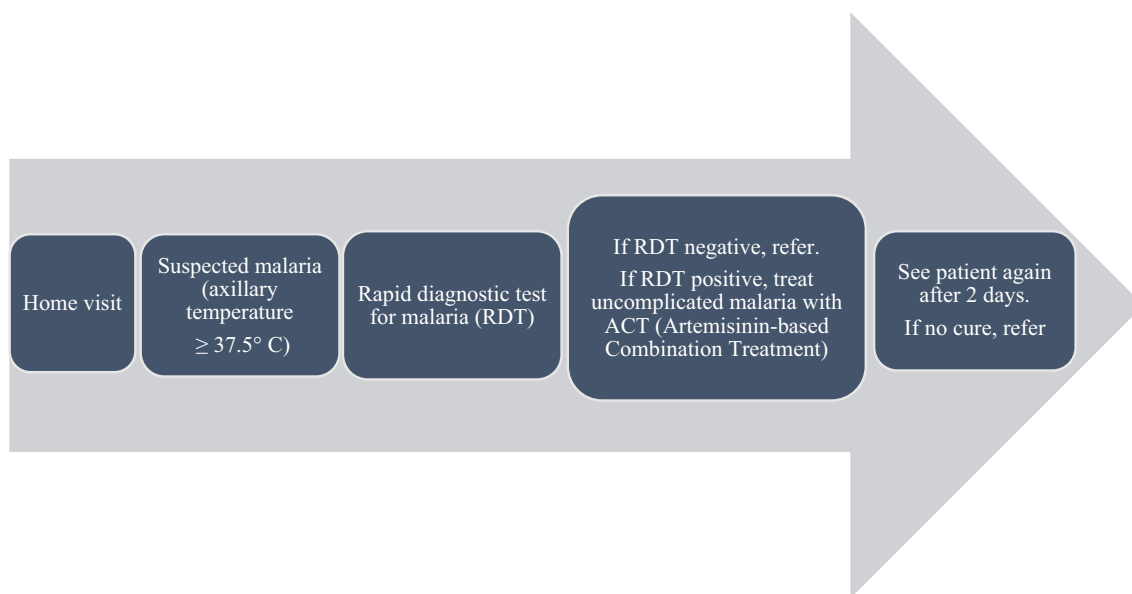 Home visit
Suspected malaria
(axillary
temperature
≥ 37.5° C)
Rapid diagnostic test
for malaria (RDT)
If RDT negative, refer.
If RDT positive, treat
uncomplicated malaria with
ACT (Artemisinin-based
Combination Treatment)
See patient again
after 2 days.
If no cure, refer